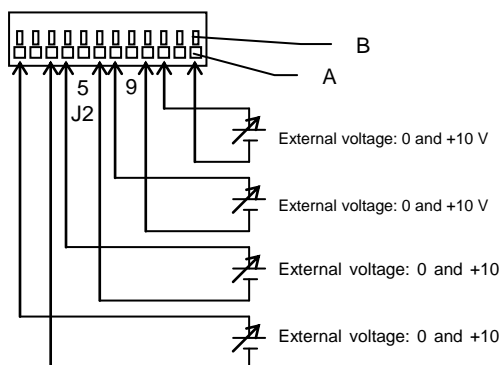 B
A
5 9
J2
External voltage: 0 and +10 V
External voltage: 0 and +10 V
External voltage: 0 and +10
External voltage: 0 and +10